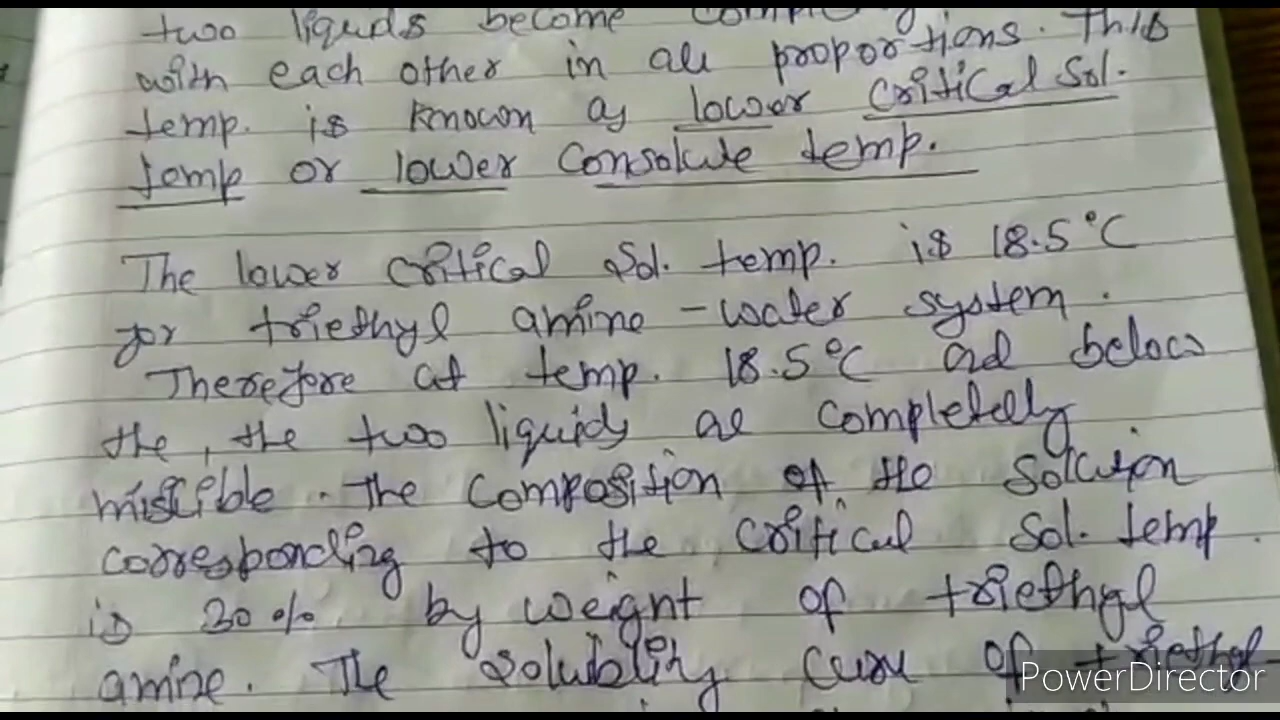 two liquids become
with each other in all proportions. This
temp. is known as lower critical Sol.
temp or lower Consolute temp.
The lower critical Sol. temp. is 18.5°C
for triethyl amine - water system.
Therefore at temp. 18.5°C and below
the, the two liquids are completelly
miscible. The composition of the solution
corresponding to the critical sol. temp.
is 30% by weight of triethyl
amine. The solubility curve of triethyl-
PowerDirector